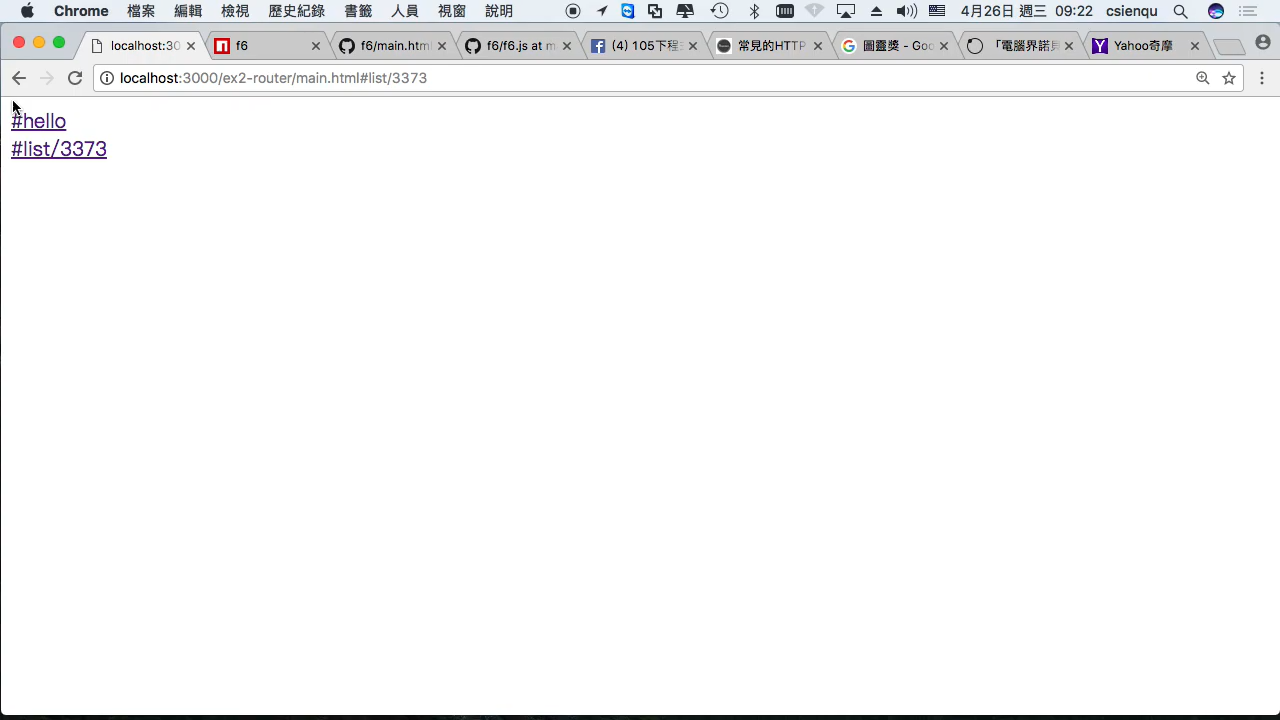 Chrome 檔案 編輯 檢視 歷史紀錄 書籤 人員 視窗 說明 4月26日 週三 09:22 csienqu
localhost:30 f6 f6/main.html f6/f6.js at m (4) 105下程 常見的HTTP 圖靈獎 - Goo 「電腦界諾貝 Yahoo奇摩
localhost:3000/ex2-router/main.html#list/3373
#hello
#list/3373